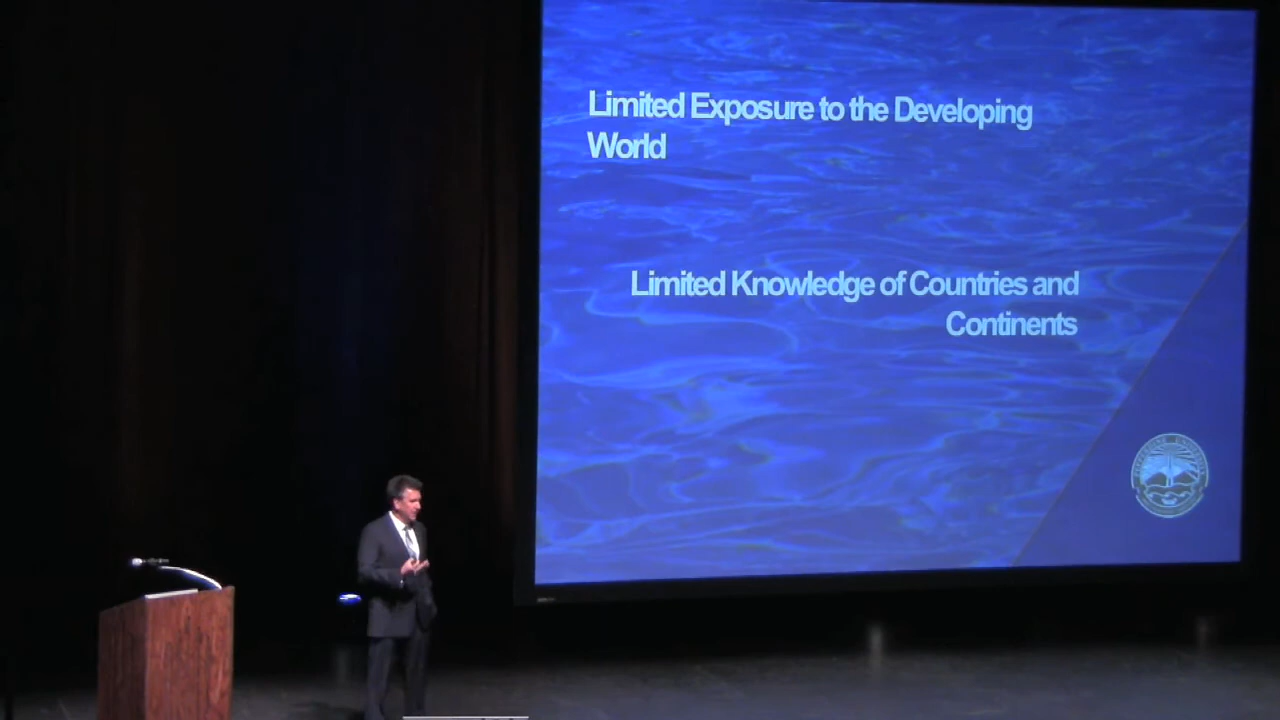 Limited Exposure to the Developing
World
Limited Knowledge of Countries and
Continents